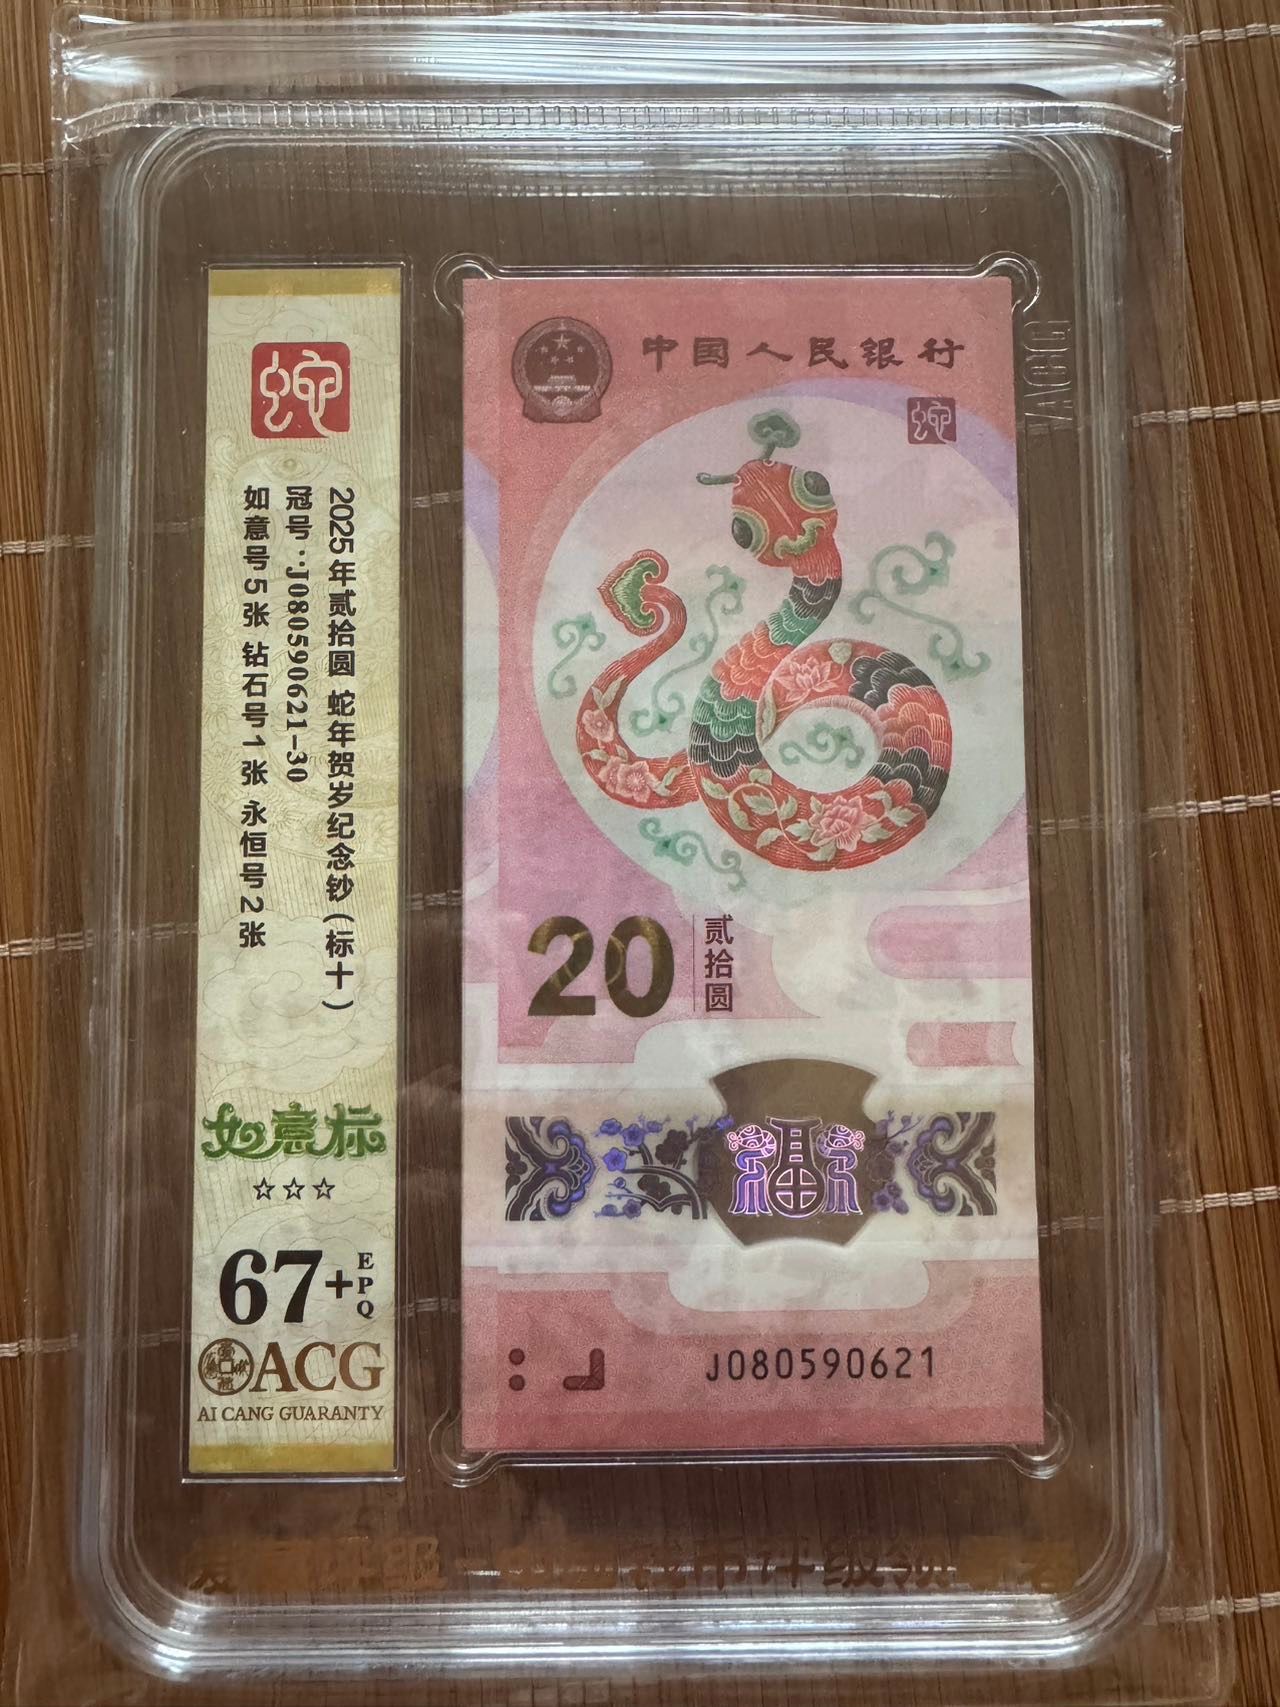 蛇
2025年贰拾圆 蛇年贺岁纪念钞(标十)
冠号:J080590621-30
如意号5张 钻石号1张 永恒号2张
如意标
☆☆☆
67+
EPQ
ACG
AI CANG GUARANTY
中国人民银行
蛇
20
贰拾圆
福
J080590621
ACG